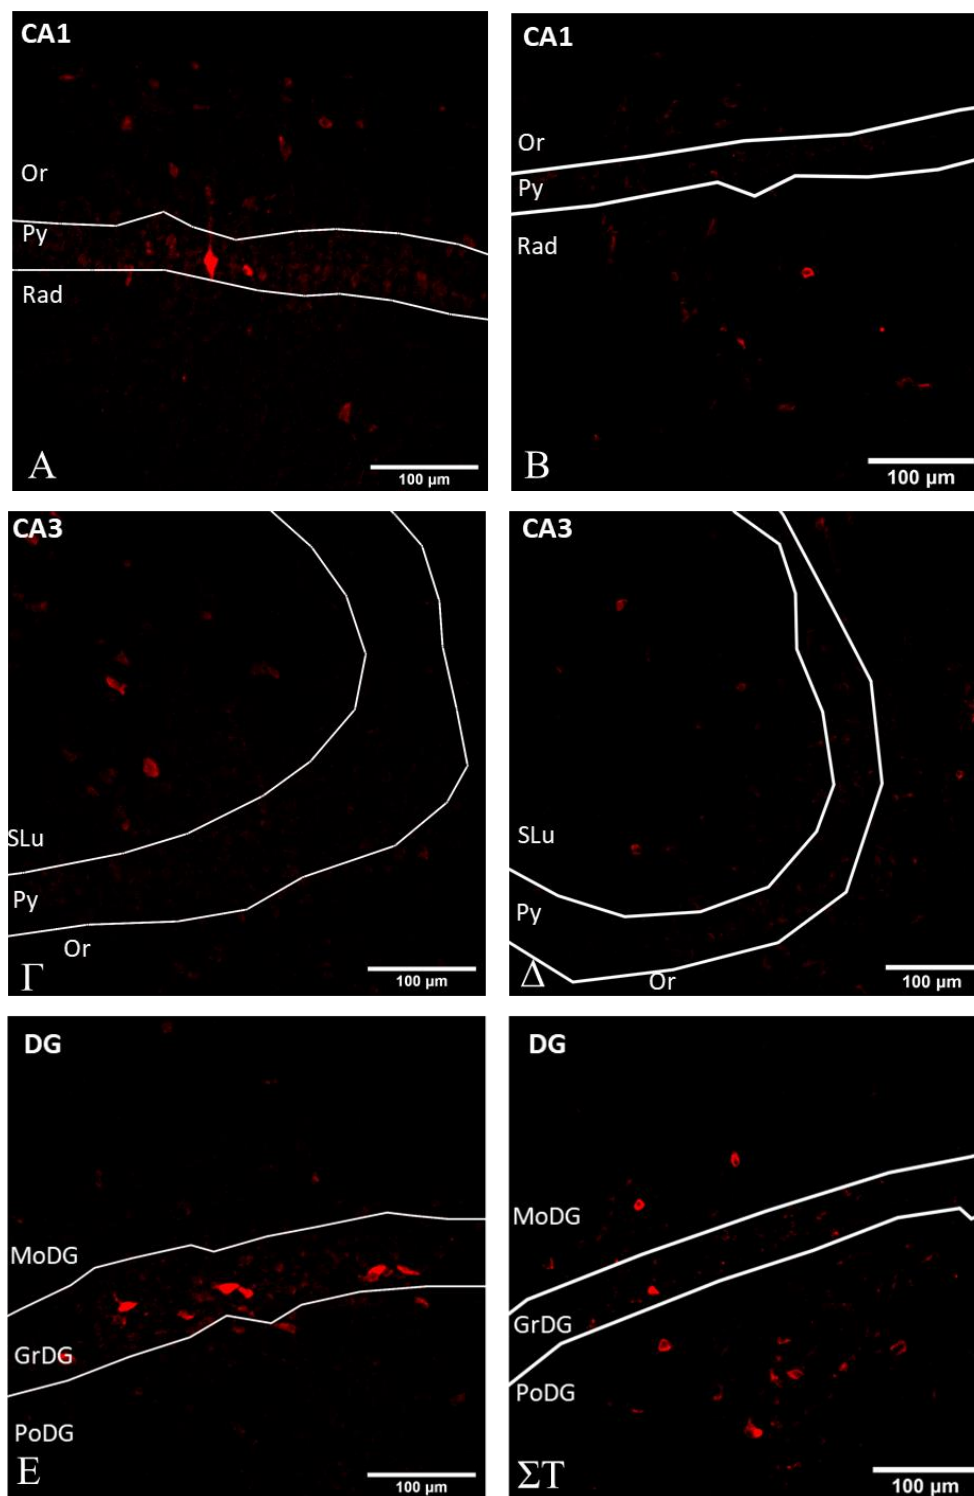 CA1
Or
Py
Rad
100 µm
A
CA1
Or
Py
Rad
100 µm
B
CA3
SLu
Py
Or
100 µm
Γ
CA3
SLu
Py
Or
100 µm
Δ
DG
MoDG
GrDG
PoDG
100 µm
E
DG
MoDG
GrDG
PoDG
100 µm
ΣΤ